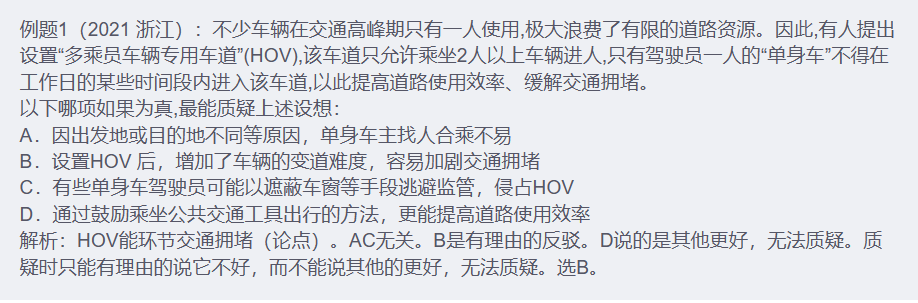 例题1（2021 浙江）：不少车辆在交通高峰期只有一人使用,极大浪费了有限的道路资源。因此,有人提出
设置“多乘员车辆专用车道”(HOV),该车道只允许乘坐2人以上车辆进人,只有驾驶员一人的“单身车”不得在
工作日的某些时间段内进入该车道,以此提高道路使用效率、缓解交通拥堵。
以下哪项如果为真,最能质疑上述设想：
A．因出发地或目的地不同等原因，单身车主找人合乘不易
B．设置HOV 后，增加了车辆的变道难度，容易加剧交通拥堵
C．有些单身车驾驶员可能以遮蔽车窗等手段逃避监管，侵占HOV
D．通过鼓励乘坐公共交通工具出行的方法，更能提高道路使用效率
解析：HOV能环节交通拥堵（论点）。AC无关。B是有理由的反驳。D说的是其他更好，无法质疑。质
疑时只能有理由的说它不好，而不能说其他的更好，无法质疑。选B。